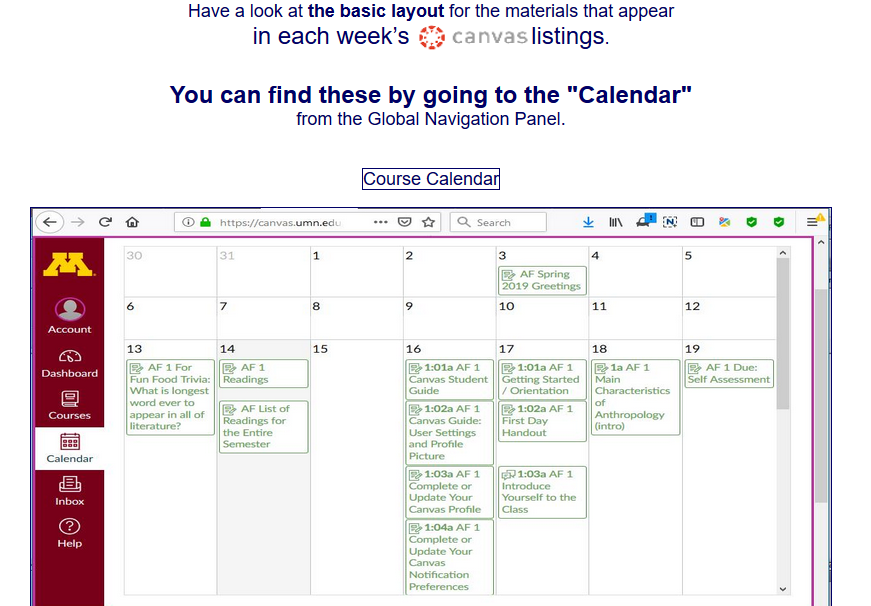 Have a look at the basic layout for the materials that appear
in each week’s canvas listings.
You can find these by going to the "Calendar"
from the Global Navigation Panel.
Course Calendar
https://canvas.umn.edu
Search
M
Account
Dashboard
Courses
Calendar
Inbox
Help
30 31 1 2 3 4 5
AF Spring
2019 Greetings
6 7 8 9 10 11 12
13 14 15 16 17 18 19
AF 1 For
Fun Food Trivia:
What is longest
word ever to
appear in all of
literature?
AF 1
Readings
AF List of
Readings for
the Entire
Semester
1:01a AF 1
Canvas Student
Guide
1:02a AF 1
Canvas Guide:
User Settings
and Profile
Picture
1:03a AF 1
Complete or
Update Your
Canvas Profile
1:04a AF 1
Complete or
Update Your
Canvas
Notification
Preferences
1:01a AF 1
Getting Started
/ Orientation
1:02a AF 1
First Day
Handout
1:03a AF 1
Introduce
Yourself to the
Class
1a AF 1
Main
Characteristics
of
Anthropology
(intro)
AF 1 Due:
Self Assessment